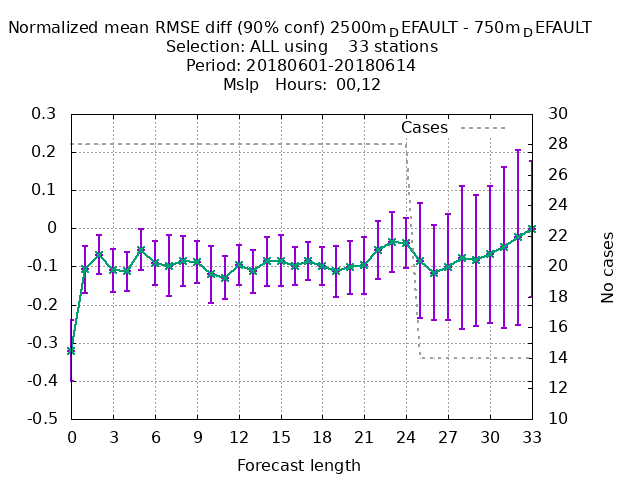 Normalized mean RMSE diff (90% conf) 2500m_DEFAULT - 750m_DEFAULT
Selection: ALL using 33 stations
Period: 20180601-20180614
Mslp Hours: 00,12
Cases
0.3
0.2
0.1
0
-0.1
-0.2
-0.3
-0.4
-0.5
30
28
26
24
22
20
18
16
14
12
10
No cases
0 3 6 9 12 15 18 21 24 27 30 33
Forecast length